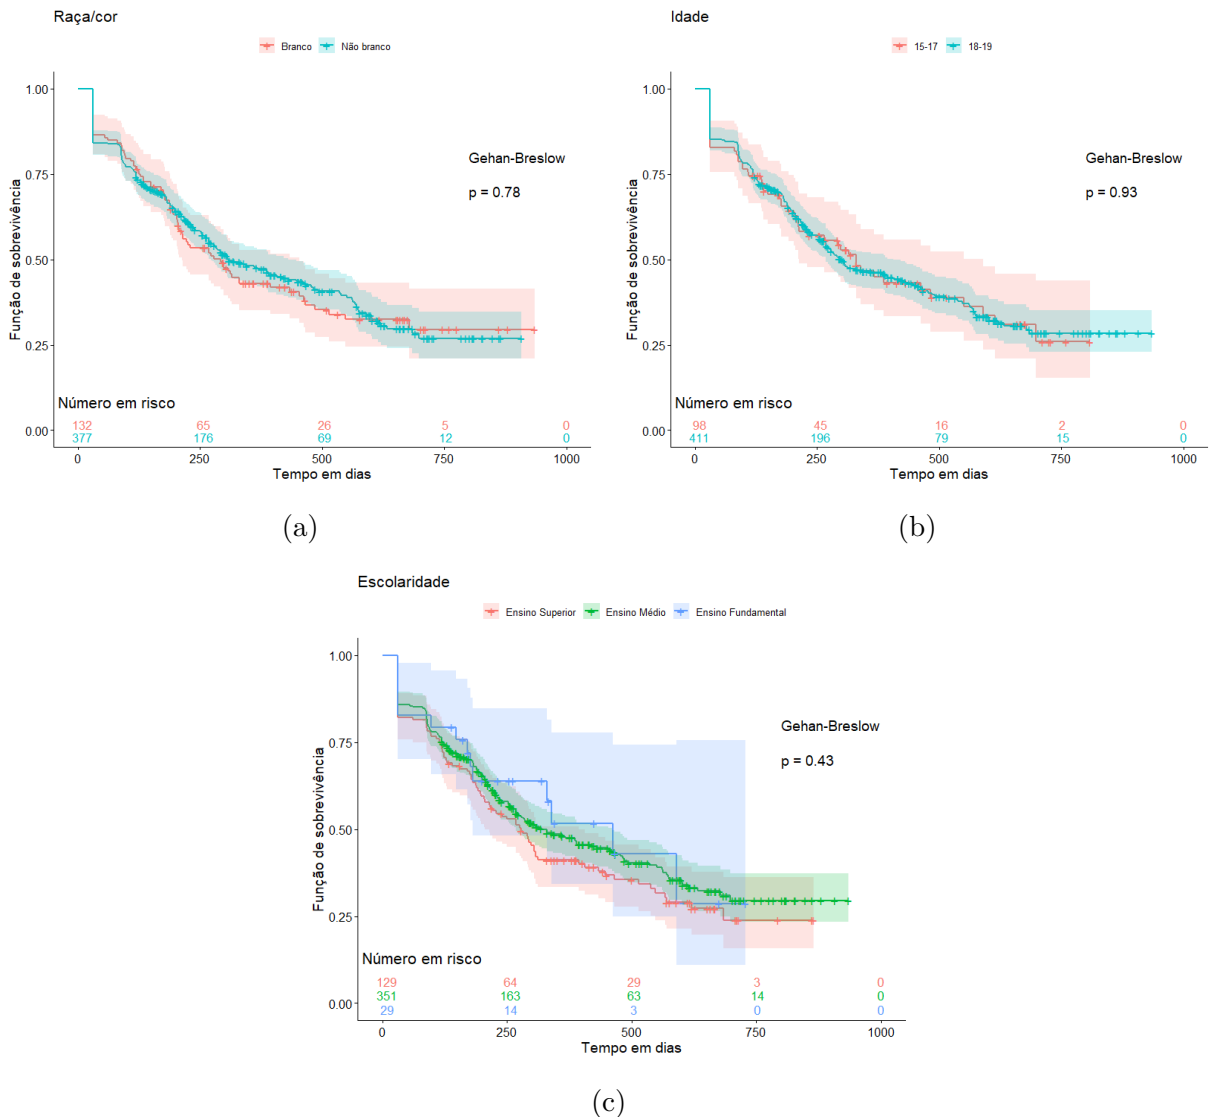 Raça/cor
Branco Não branco
1.00
0.75
0.50
0.25
0.00
Função de sobrevivência
Gehan-Breslow
p = 0.78
Número em risco
132 65 26 5 0
377 176 69 12 0
0 250 500 750 1000
Tempo em dias
(a)
Idade
15-17 18-19
1.00
0.75
0.50
0.25
0.00
Função de sobrevivência
Gehan-Breslow
p = 0.93
Número em risco
98 45 16 2 0
411 196 79 15 0
0 250 500 750 1000
Tempo em dias
(b)
Escolaridade
Ensino Superior Ensino Médio Ensino Fundamental
1.00
0.75
0.50
0.25
0.00
Função de sobrevivência
Gehan-Breslow
p = 0.43
Número em risco
129 64 29 3 0
351 163 63 14 0
29 14 3 0 0
0 250 500 750 1000
Tempo em dias
(c)